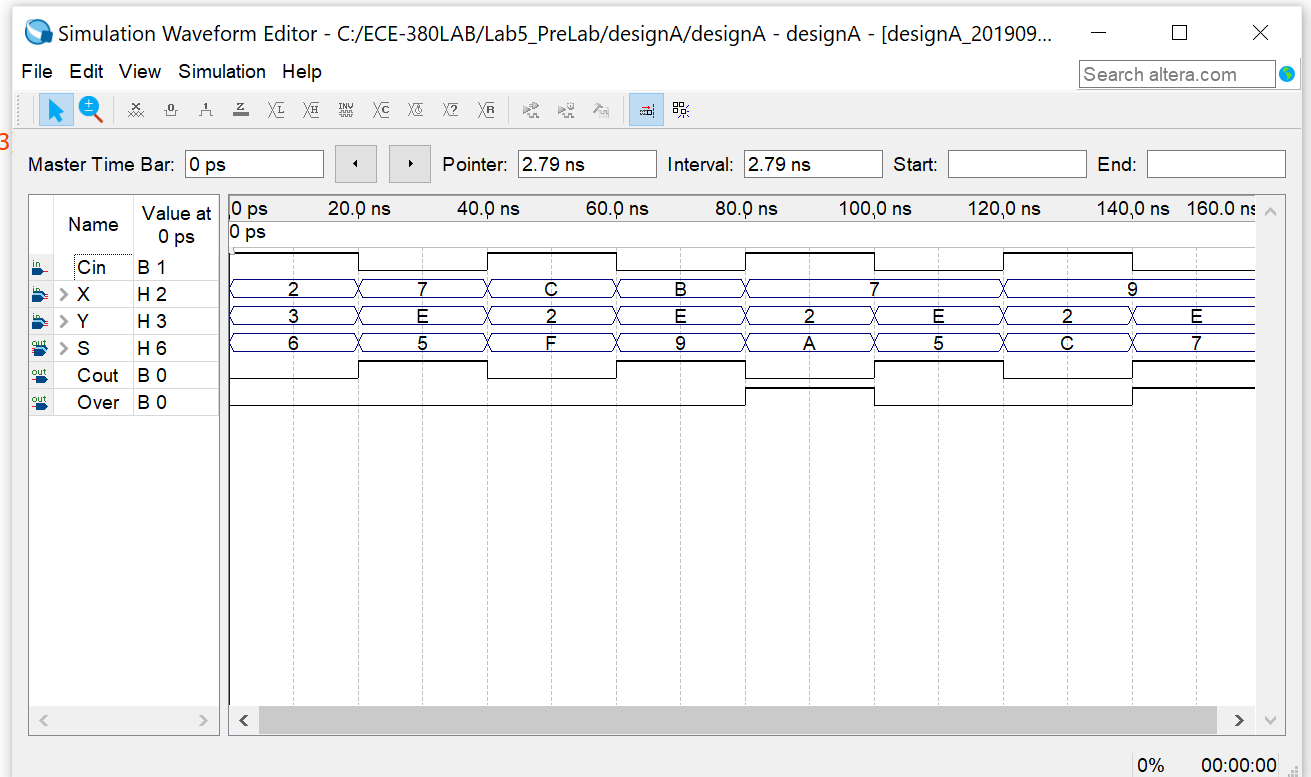 Simulation Waveform Editor - C:/ECE-380LAB/Lab5_PreLab/designA/designA - designA - [designA_201909...
File Edit View Simulation Help
Search altera.com
3
Master Time Bar: 0 ps Pointer: 2.79 ns Interval: 2.79 ns Start: End:
Name Value at 0 ps
0 ps 20.0 ns 40.0 ns 60.0 ns 80.0 ns 100.0 ns 120.0 ns 140.0 ns 160.0 ns
0 ps
in Cin B 1
in X H 2 2 7 C B 7 9
in Y H 3 3 E 2 E 2 E 2 E
out S H 6 6 5 F 9 A 5 C 7
out Cout B 0
out Over B 0
0% 00:00:00